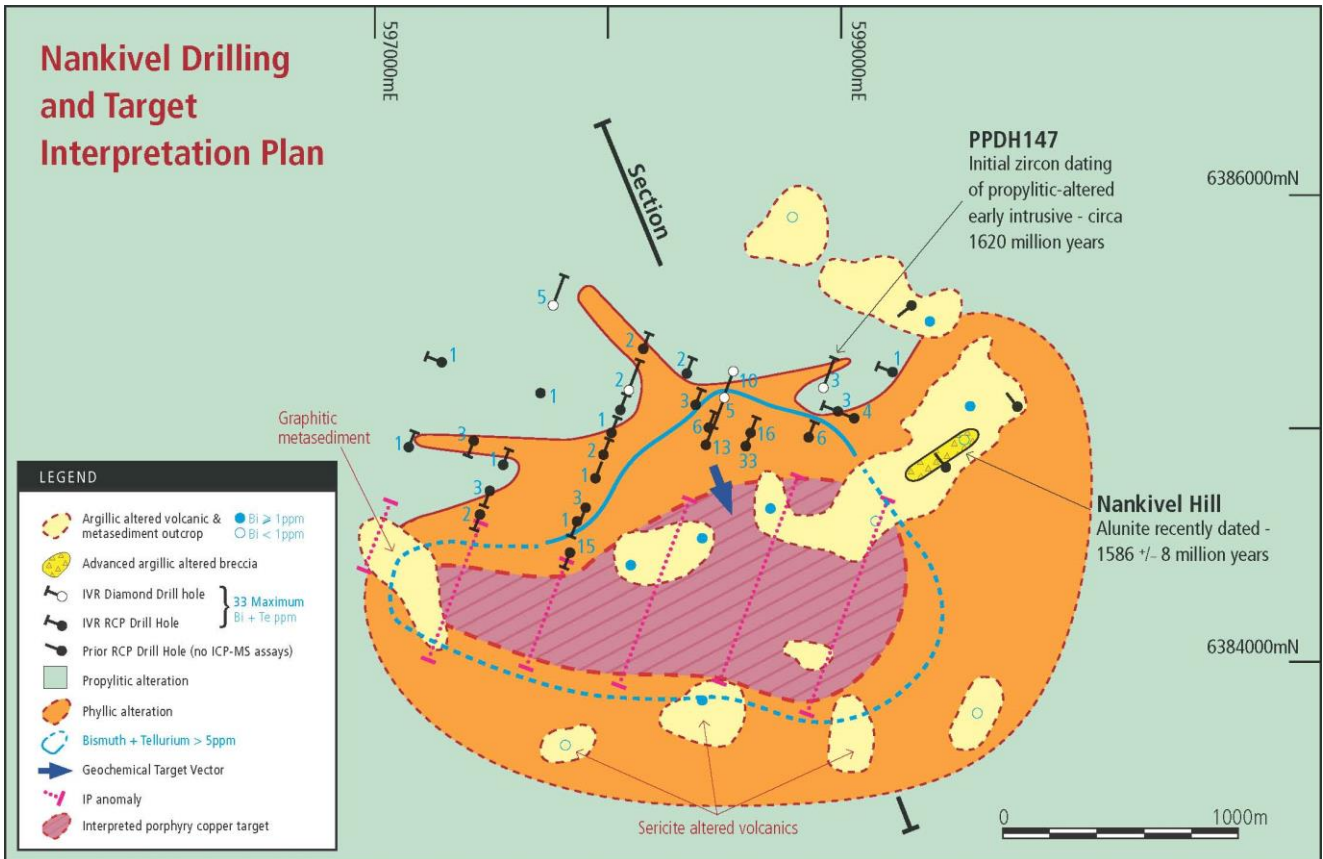 Nankivel Drilling
and Target
Interpretation Plan
597000mE
599000mE
6386000mN
6384000mN
Section
PPDH147
Initial zircon dating
of propylitic-altered
early intrusive - circa
1620 million years
Nankivel Hill
Alunite recently dated -
1586 +/- 8 million years
Graphitic
metasediment
Sericite altered volcanics
5
1
1
2
2
1
2
1
3
1
15
1
3
1
3
2
2
10
3
5
6
13
16
33
6
3
1
3
4
LEGEND
Argillic altered volcanic &
metasediment outcrop
Bi ⩾ 1ppm
Bi < 1ppm
Advanced argillic altered breccia
IVR Diamond Drill hole
IVR RCP Drill Hole
33 Maximum
Bi + Te ppm
Prior RCP Drill Hole (no ICP-MS assays)
Propylitic alteration
Phyllic alteration
Bismuth + Tellurium > 5ppm
Geochemical Target Vector
IP anomaly
Interpreted porphyry copper target
0
1000m